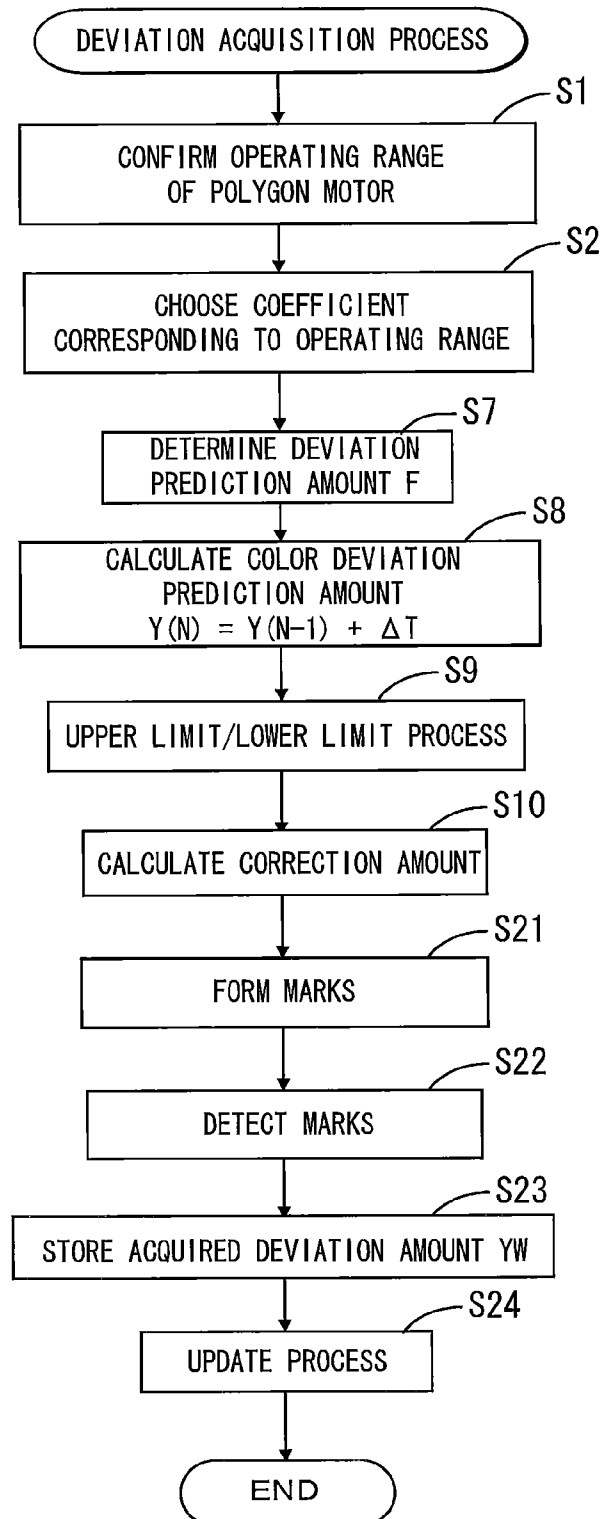 DEVIATION ACQUISITION PROCESS
S1
CONFIRM OPERATING RANGE
OF POLYGON MOTOR
S2
CHOOSE COEFFICIENT
CORRESPONDING TO OPERATING RANGE
S7
DETERMINE DEVIATION
PREDICTION AMOUNT F
S8
CALCULATE COLOR DEVIATION
PREDICTION AMOUNT
Y(N) = Y(N-1) + ΔT
S9
UPPER LIMIT/LOWER LIMIT PROCESS
S10
CALCULATE CORRECTION AMOUNT
S21
FORM MARKS
S22
DETECT MARKS
S23
STORE ACQUIRED DEVIATION AMOUNT YW
S24
UPDATE PROCESS
END